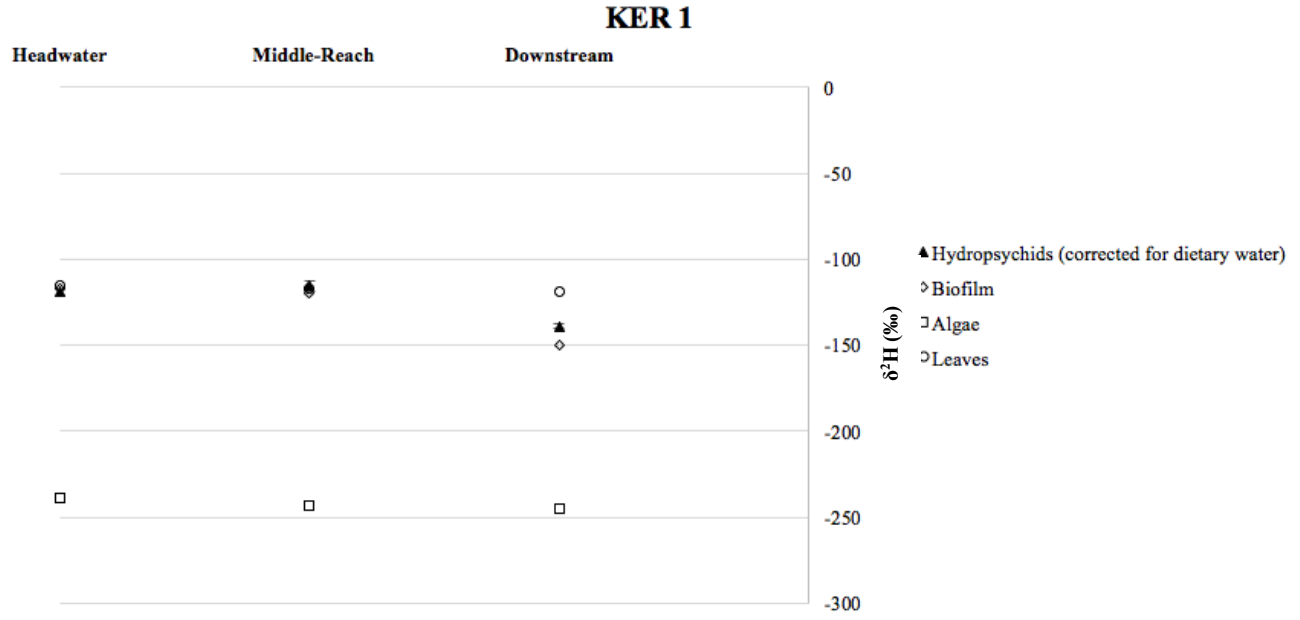 KER 1
Headwater Middle-Reach Downstream
0
-50
-100
-150
-200
-250
-300
δ²H (‰)
Hydropsychids (corrected for dietary water)
Biofilm
Algae
Leaves